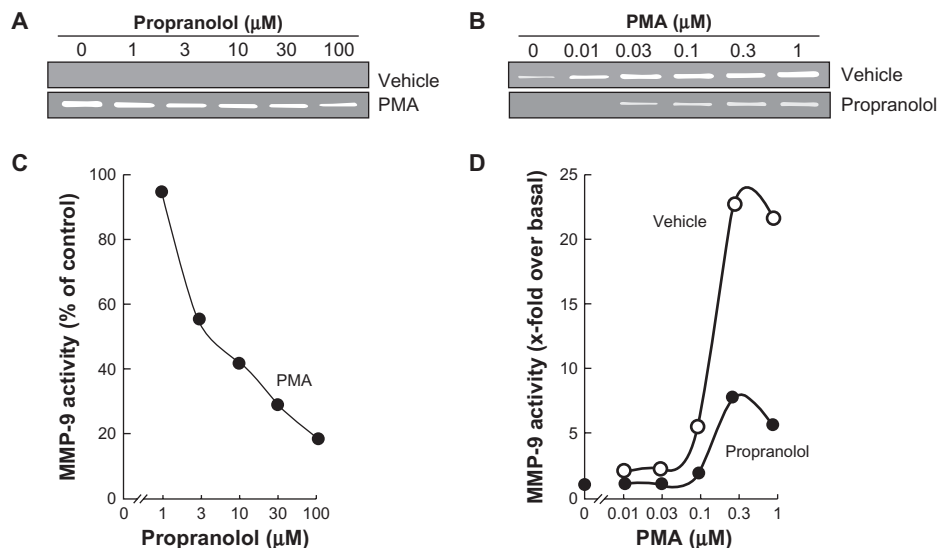 A
Propranolol (µM)
0 1 3 10 30 100
Vehicle
PMA
B
PMA (µM)
0 0.01 0.03 0.1 0.3 1
Vehicle
Propranolol
C
MMP-9 activity (% of control)
100
80
60
40
20
0
PMA
0 1 3 10 30 100
Propranolol (µM)
D
MMP-9 activity (x-fold over basal)
25
20
15
10
5
0
Vehicle
Propranolol
0 0.01 0.03 0.1 0.3 1
PMA (µM)